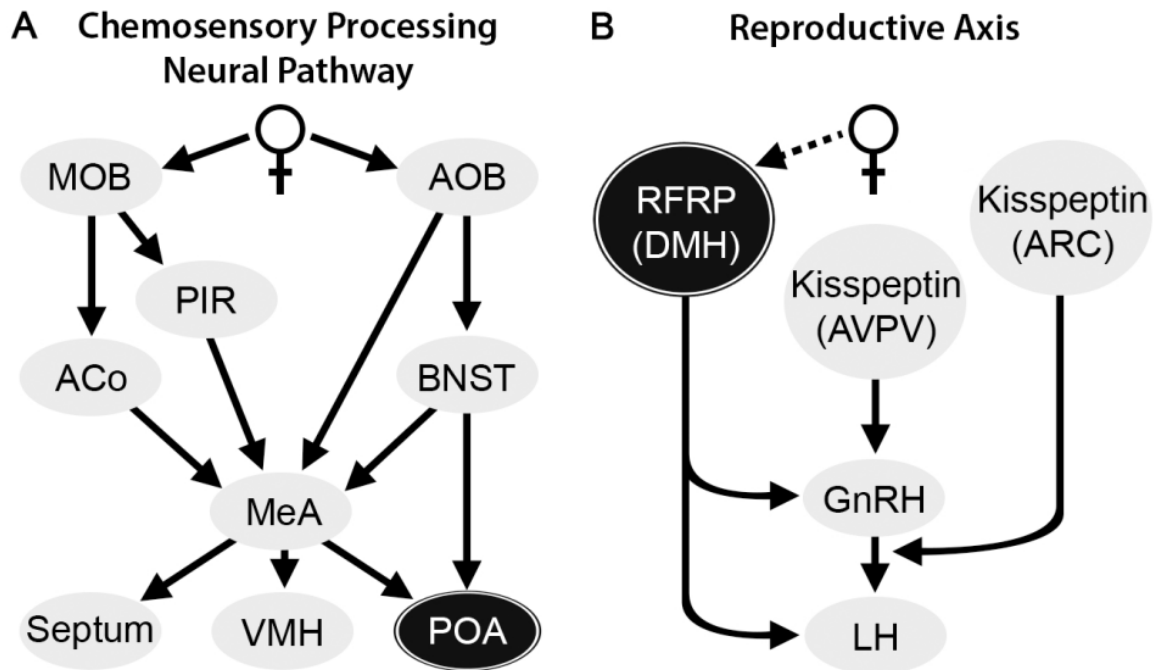 A Chemosensory Processing
Neural Pathway
MOB
AOB
PIR
ACo
BNST
MeA
Septum
VMH
POA
B Reproductive Axis
RFRP
(DMH)
Kisspeptin
(ARC)
Kisspeptin
(AVPV)
GnRH
LH